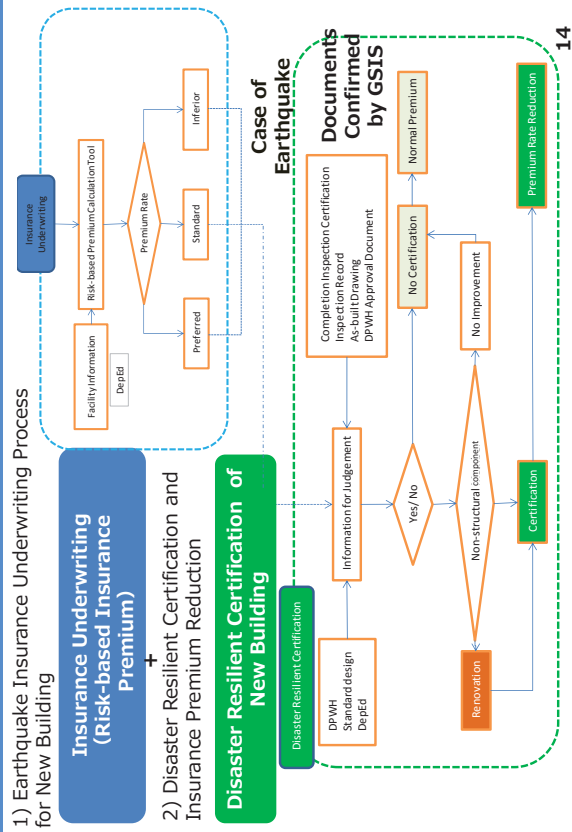 1) Earthquake Insurance Underwriting Process
for New Building
Insurance Underwriting
(Risk-based Insurance
Premium)
+
2) Disaster Resilient Certification and
Insurance Premium Reduction
Disaster Resilient Certification of
New Building
Insurance
Underwriting
Facility Information
DepEd
Risk-based Premium Calculation Tool
Premium Rate
Preferred
Standard
Inferior
Case of
Earthquake
Disaster Resilient Certification
DPWH
Standard design
DepEd
Information for Judgement
Completion Inspection Certification
Inspection Record
As-built Drawing
DPWH Approval Document
Documents
Confirmed
by GSIS
Yes/ No
No Certification
Normal Premium
Non-structural component
No Improvement
Renovation
Certification
Premium Rate Reduction
14